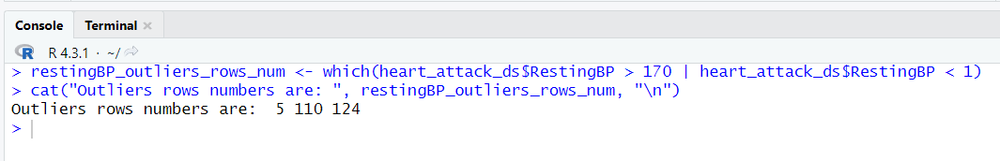 Console Terminal
R 4.3.1 · ~/
> restingBP_outliers_rows_num <- which(heart_attack_ds$RestingBP > 170 | heart_attack_ds$RestingBP < 1)
> cat("Outliers rows numbers are: ", restingBP_outliers_rows_num, "\n")
Outliers rows numbers are:  5 110 124
>